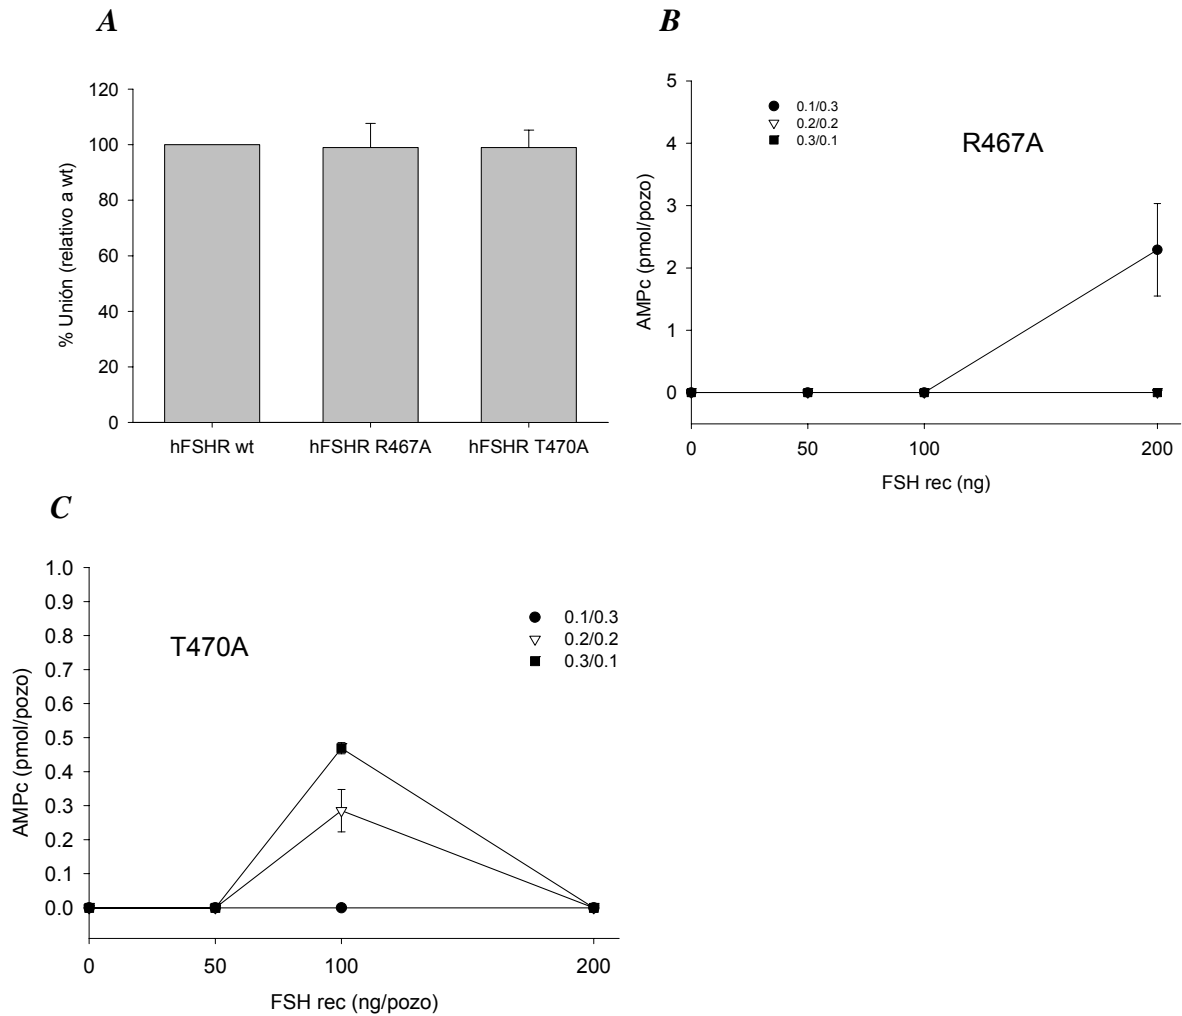 A
120
100
80
60
40
20
0
% Unión (relativo a wt)
hFSHR wt
hFSHR R467A
hFSHR T470A
B
5
4
3
2
1
0
AMPc (pmol/pozo)
0.1/0.3
0.2/0.2
0.3/0.1
R467A
0
50
100
200
FSH rec (ng)
C
1.0
0.9
0.8
0.7
0.6
0.5
0.4
0.3
0.2
0.1
0.0
AMPc (pmol/pozo)
T470A
0.1/0.3
0.2/0.2
0.3/0.1
0
50
100
200
FSH rec (ng/pozo)